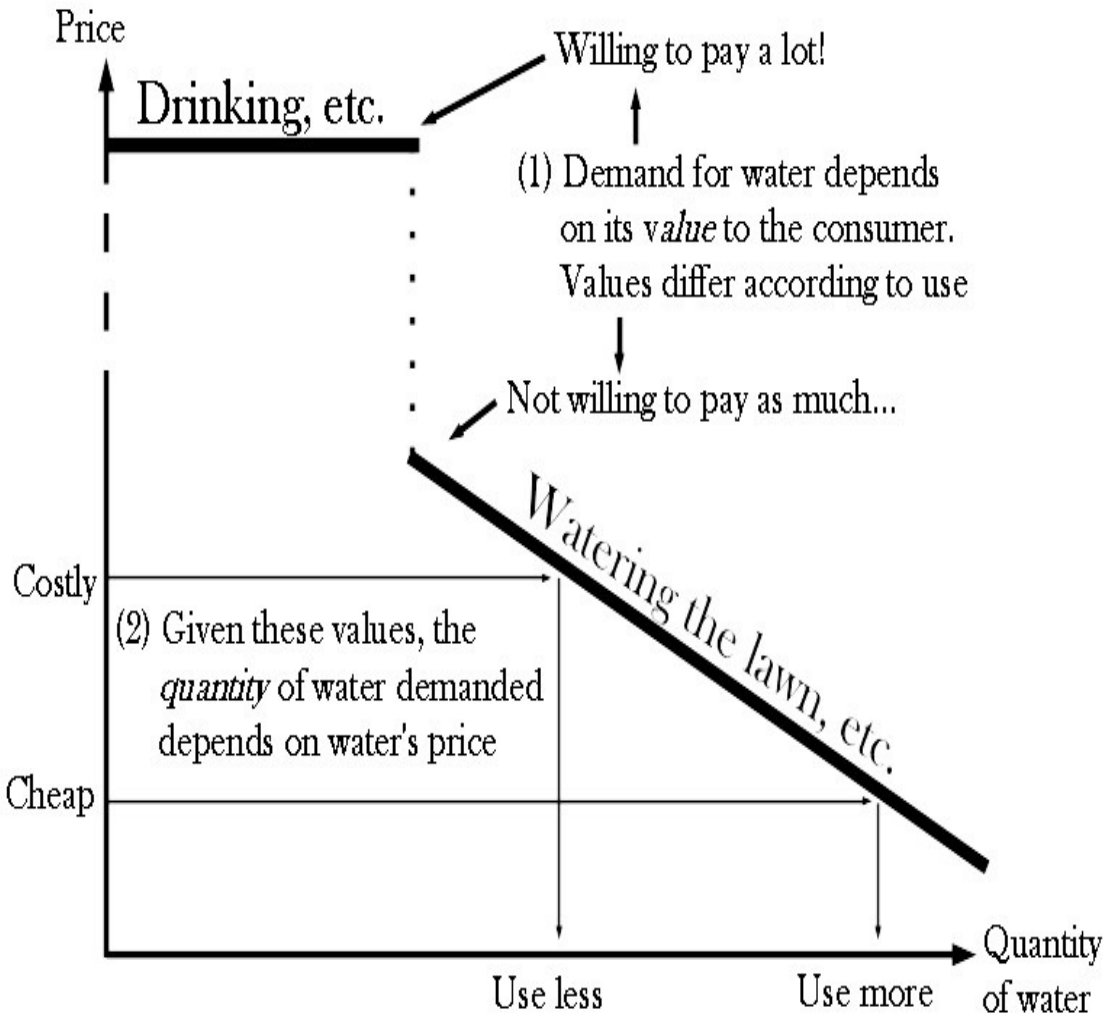 Price
Drinking, etc.
Willing to pay a lot!
(1) Demand for water depends
on its value to the consumer.
Values differ according to use
Not willing to pay as much...
Watering the lawn, etc.
Costly
(2) Given these values, the
quantity of water demanded
depends on water's price
Cheap
Quantity
of water
Use less
Use more